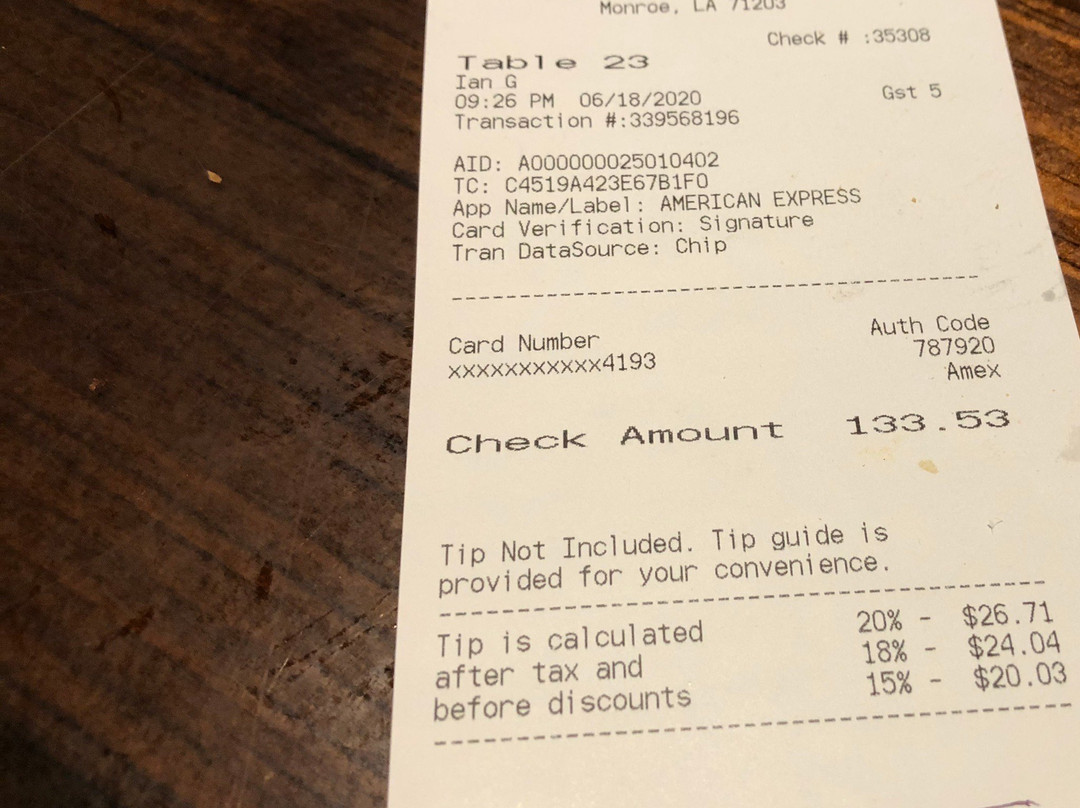 Monroe, LA 71203
Check # :35308
Table 23
Ian G
09:26 PM 06/18/2020 Gst 5
Transaction #:339568196
AID: A000000025010402
TC: C4519A423E67B1F0
App Name/Label: AMERICAN EXPRESS
Card Verification: Signature
Tran DataSource: Chip
Card Number Auth Code
xxxxxxxxxxx4193 787920
Amex
Check Amount 133.53
Tip Not Included. Tip guide is
provided for your convenience.
Tip is calculated 20% - $26.71
after tax and 18% - $24.04
before discounts 15% - $20.03